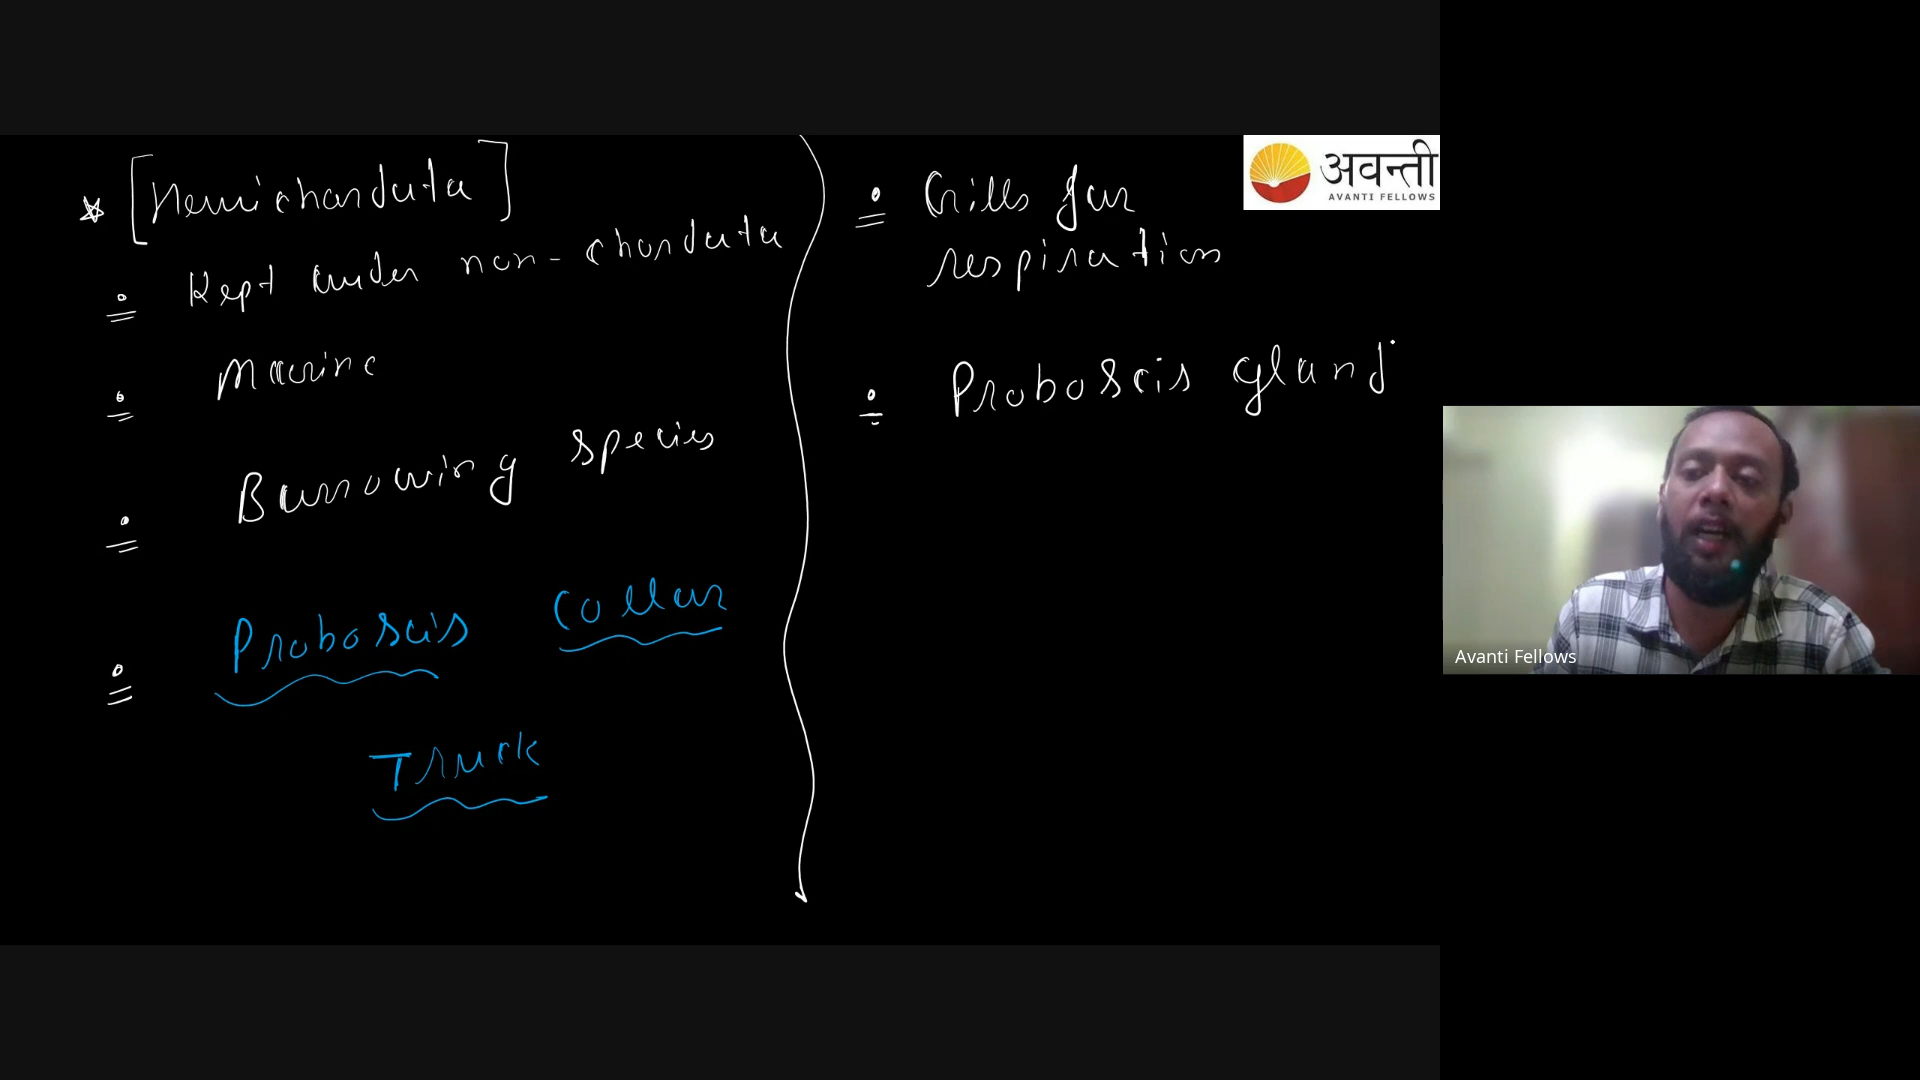 [Hemichordata]
Kept under non-chordata
Marine
Burrowing species
Proboscis Collar
Trunk
Gills for
respiration
Proboscis gland
अवन्ती
AVANTI FELLOWS
Avanti Fellows